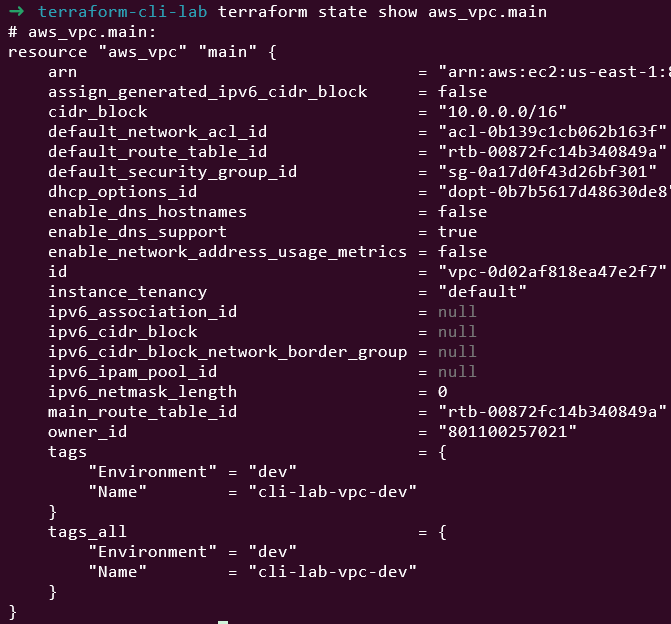 ➜ terraform-cli-lab terraform state show aws_vpc.main
# aws_vpc.main:
resource "aws_vpc" "main" {
    arn                                  = "arn:aws:ec2:us-east-1:
    assign_generated_ipv6_cidr_block     = false
    cidr_block                           = "10.0.0.0/16"
    default_network_acl_id               = "acl-0b139c1cb062b163f"
    default_route_table_id               = "rtb-00872fc14b340849a"
    default_security_group_id            = "sg-0a17d0f43d26bf301"
    dhcp_options_id                      = "dopt-0b7b5617d48630de8"
    enable_dns_hostnames                 = false
    enable_dns_support                   = true
    enable_network_address_usage_metrics = false
    id                                   = "vpc-0d02af818ea47e2f7"
    instance_tenancy                     = "default"
    ipv6_association_id                  = null
    ipv6_cidr_block                      = null
    ipv6_cidr_block_network_border_group = null
    ipv6_ipam_pool_id                    = null
    ipv6_netmask_length                  = 0
    main_route_table_id                  = "rtb-00872fc14b340849a"
    owner_id                             = "801100257021"
    tags                                 = {
        "Environment" = "dev"
        "Name"        = "cli-lab-vpc-dev"
    }
    tags_all                             = {
        "Environment" = "dev"
        "Name"        = "cli-lab-vpc-dev"
    }
}